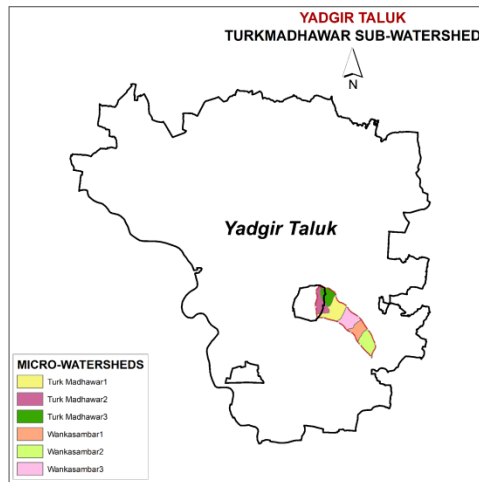 YADGIR TALUK
TURKMADHAWAR SUB-WATERSHED
N
Yadgir Taluk
MICRO-WATERSHEDS
Turk Madhawar1
Turk Madhawar2
Turk Madhawar3
Wankasambar1
Wankasambar2
Wankasambar3